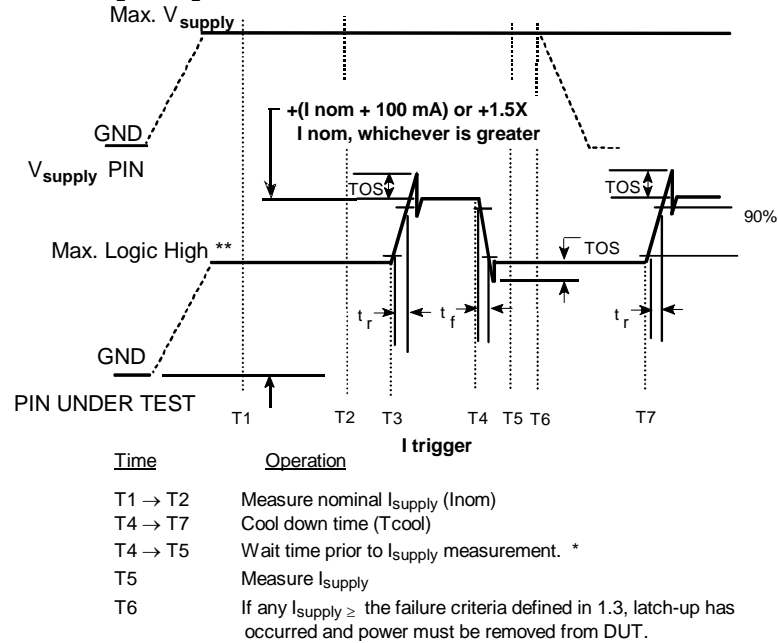 Max. Vsupply
+(I nom + 100 mA) or +1.5X
I nom, whichever is greater
GND
Vsupply PIN
TOS
TOS
90%
Max. Logic High **
TOS
tr
tf
tr
GND
PIN UNDER TEST
T1
T2
T3
T4
T5
T6
T7
I trigger
Time Operation
T1 → T2 Measure nominal Isupply (Inom)
T4 → T7 Cool down time (Tcool)
T4 → T5 Wait time prior to Isupply measurement. *
T5 Measure Isupply
T6 If any Isupply ≥ the failure criteria defined in 1.3, latch-up has
occurred and power must be removed from DUT.